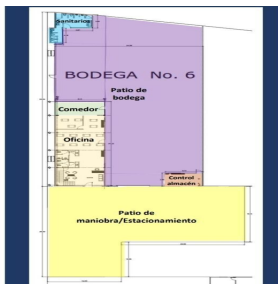 Sanitarios
BODEGA No. 6
Patio de
bodega
Comedor
Oficina
Control
almacén
Patio de
maniobra/Estacionamiento